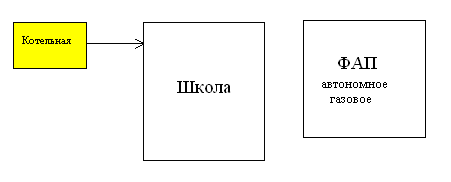 Котельная
Школа
ФАП
автономное
газовое